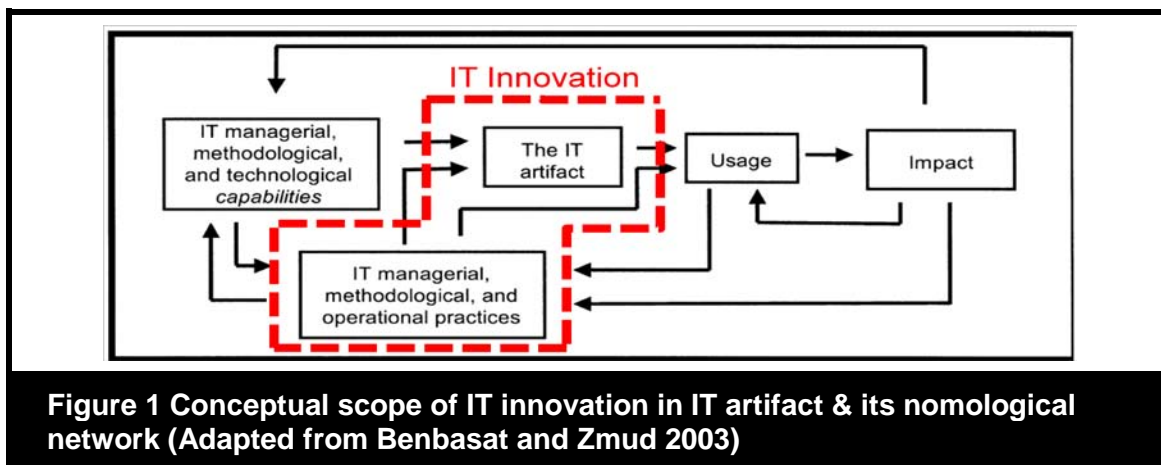 IT Innovation
IT managerial,
methodological,
and technological
capabilities
The IT
artifact
Usage
Impact
IT managerial,
methodological, and
operational practices
Figure 1 Conceptual scope of IT innovation in IT artifact & its nomological
network (Adapted from Benbasat and Zmud 2003)